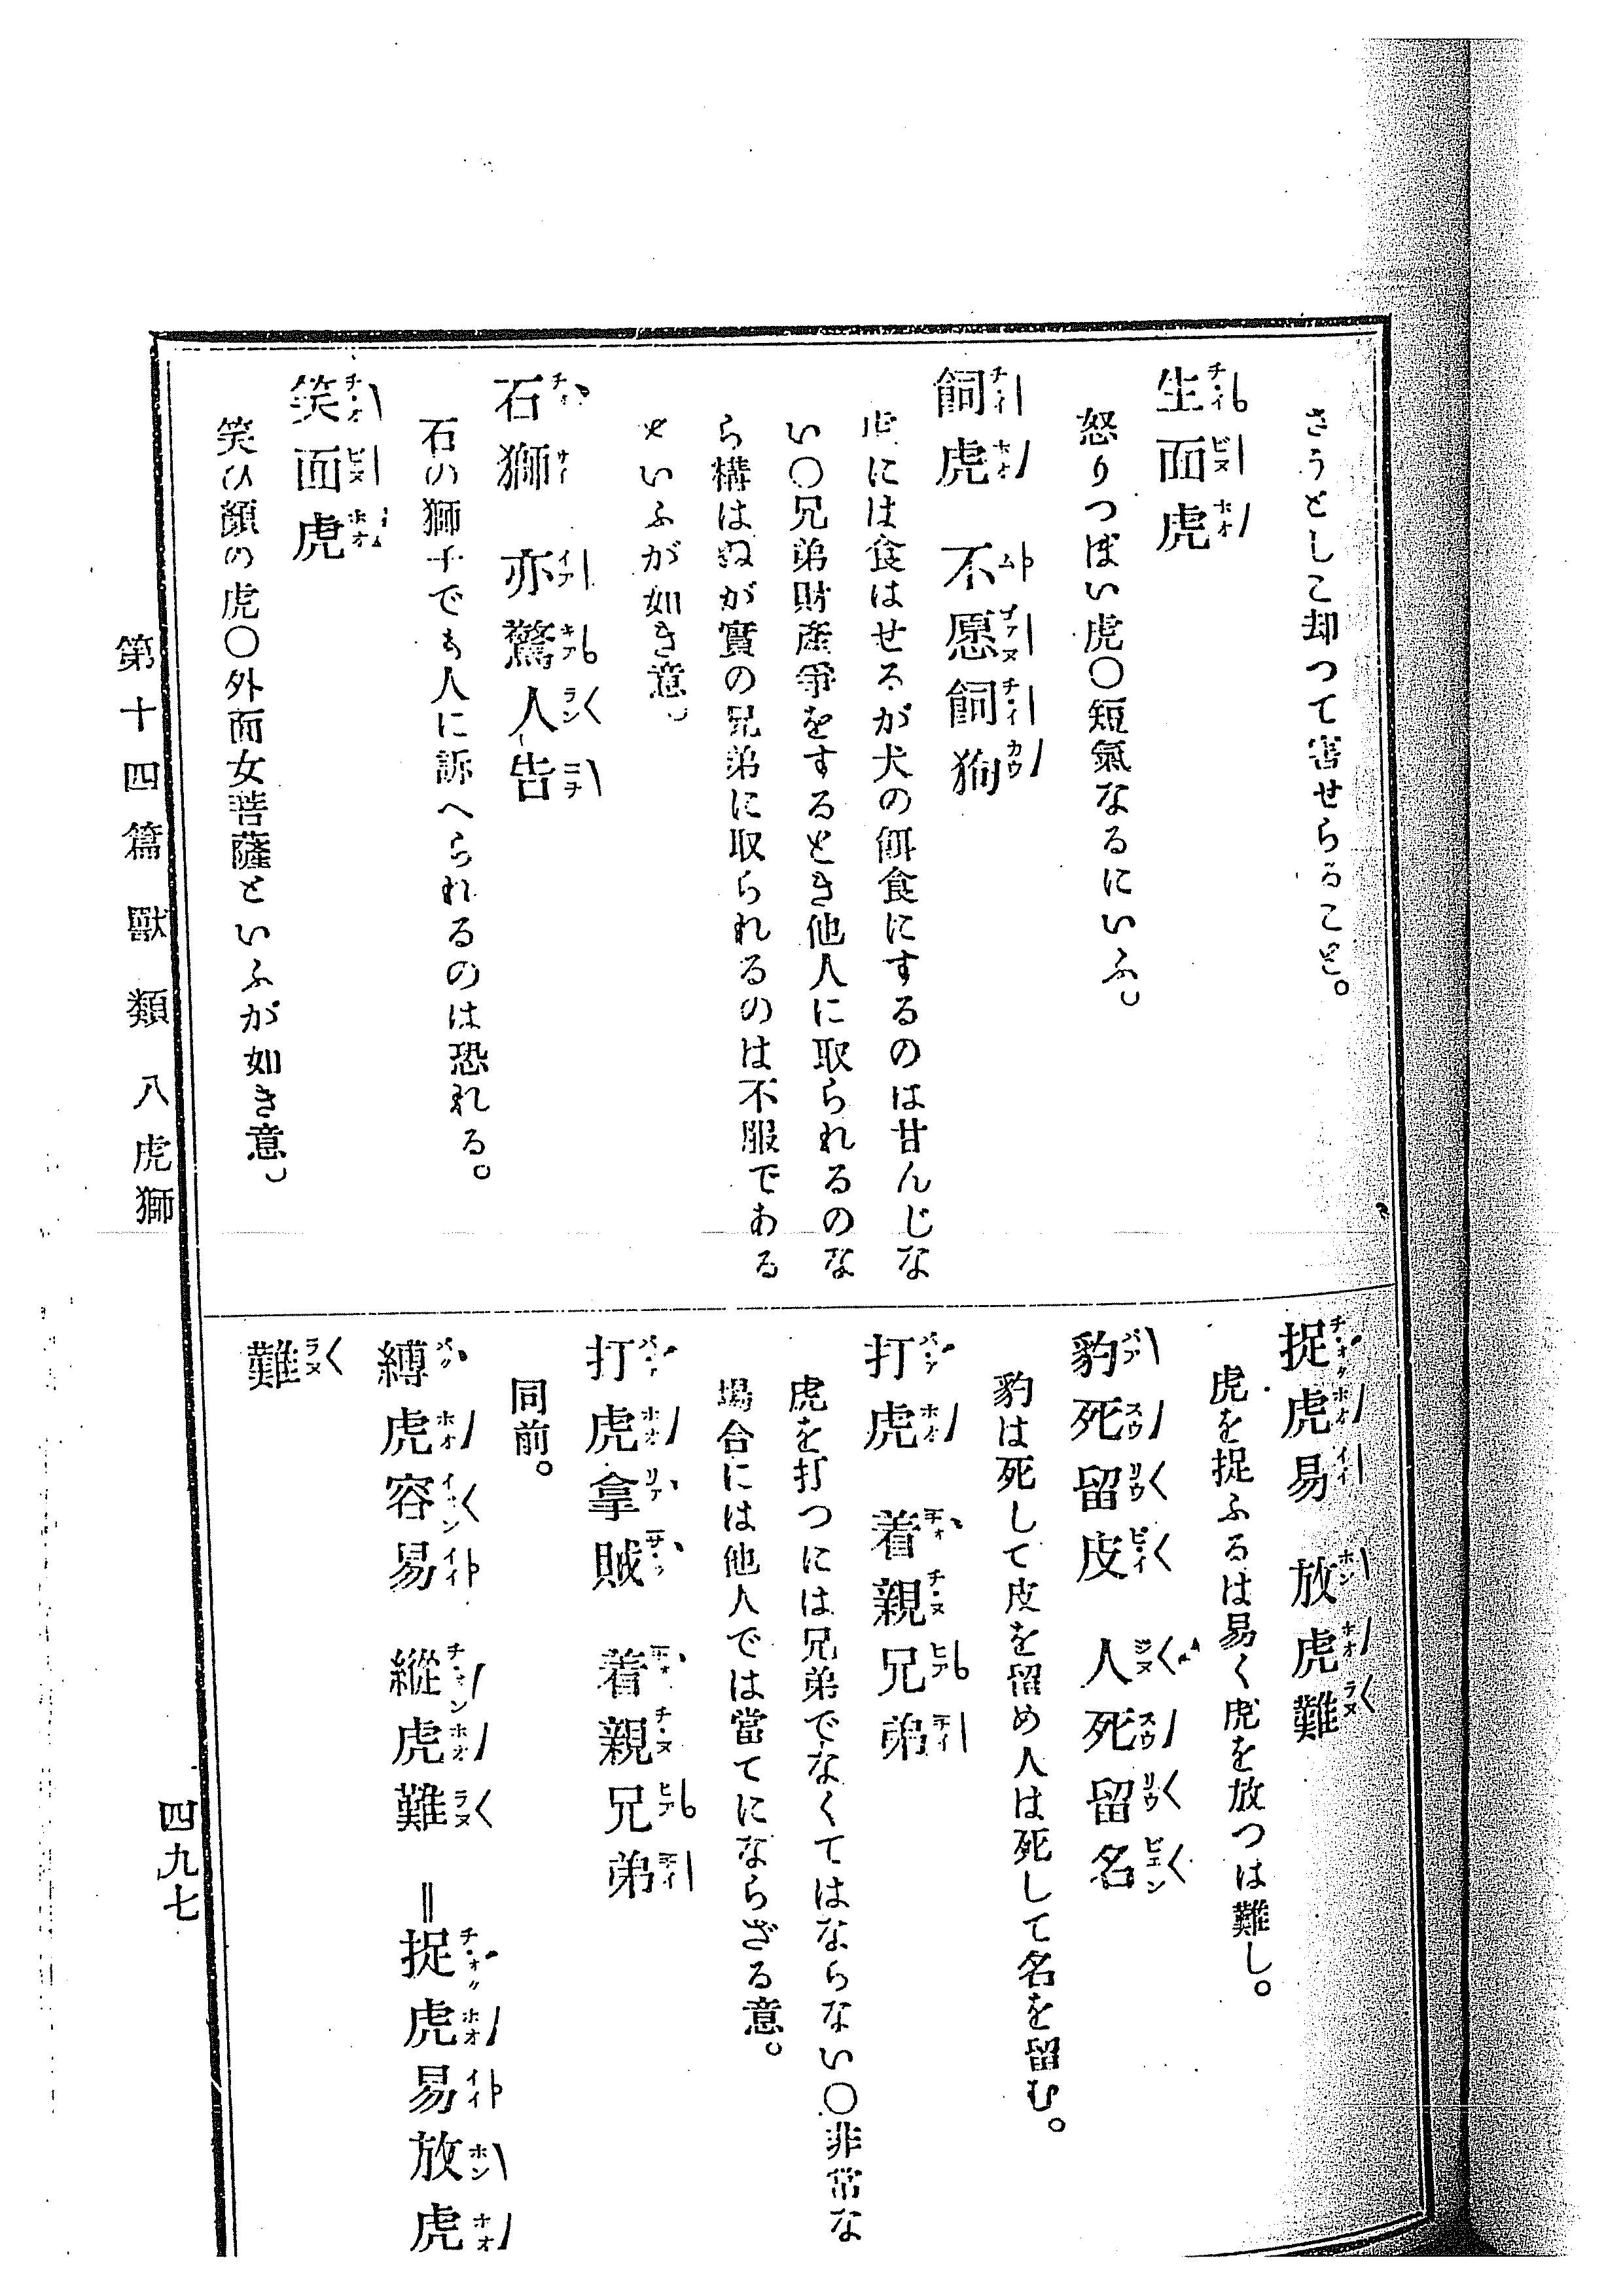 さうとしこ却つて害せらること。
生面虎
怒りつぽい虎〇短氣なるにいふ。
飼虎 不愿飼狗
虎には食はせるが犬の餌食にするのは甘んじな
い〇兄弟財產爭をするとき他人に取られるのな
ら構はぬが實の兄弟に取られるのは不服である
といふが如き意。
石獅 亦驚人告
石の獅子でも人に訴へられるのは恐れる。
笑面虎
笑ひ顏の虎〇外面女菩薩といふが如き意。
捉虎易 放虎難
虎を捉ふるは易く虎を放つは難し。
豹死留皮 人死留名
豹は死して皮を留め人は死して名を留む。
打虎 着親兄弟
虎を打つには兄弟でなくてはならない〇非常な
場合には他人では當てにならざる意。
打虎拿賊 着親兄弟
同前。
縛虎容易 縱虎難 ‖捉虎易放虎
難
第十四篇 獸類 八虎獅
四九七